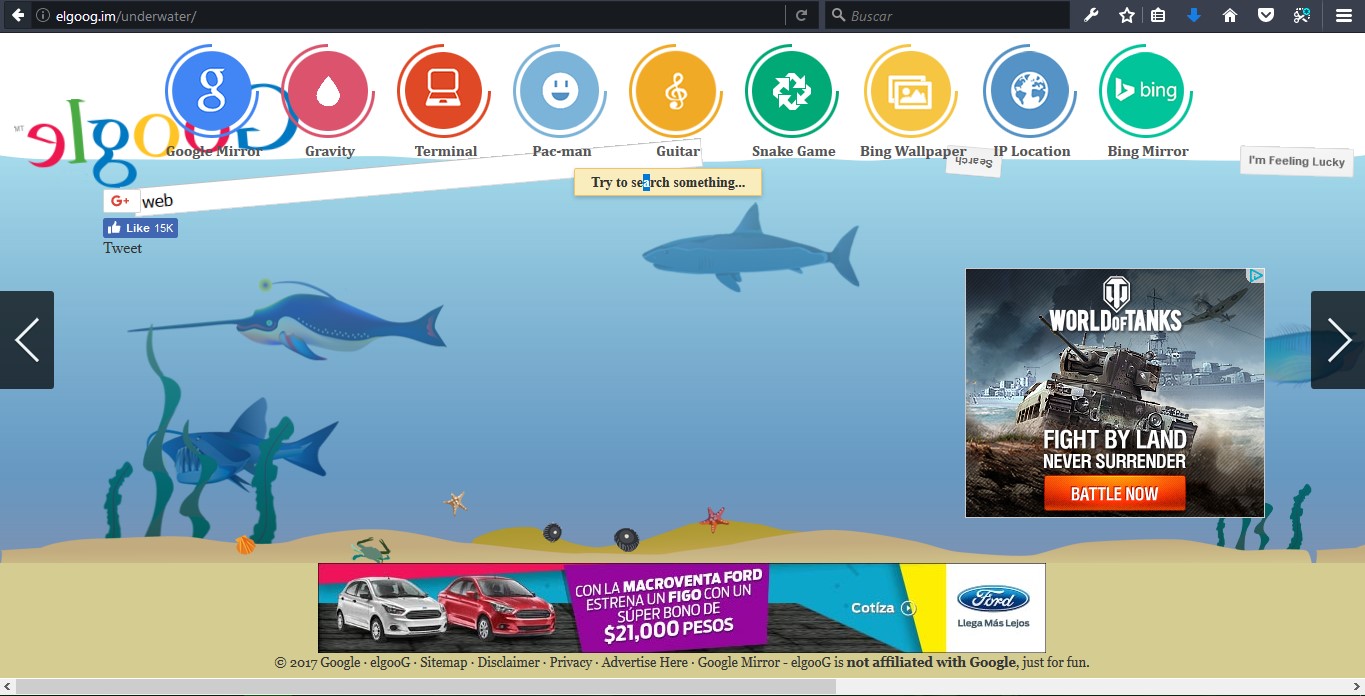 elgoog.im/underwater/
Buscar
g
bing
elgooG
Google Mirror
Gravity
Terminal
Pac-man
Guitar
Snake Game
Bing Wallpaper
IP Location
Bing Mirror
Search
I'm Feeling Lucky
G+
web
Try to search something...
Like 15K
Tweet
WORLD OF TANKS
FIGHT BY LAND
NEVER SURRENDER
BATTLE NOW
CON LA MACROVENTA FORD
ESTRENA UN FIGO CON UN
SÚPER BONO DE
$21,000 PESOS
Cotíza
Ford
Llega Más Lejos
© 2017 Google · elgooG · Sitemap · Disclaimer · Privacy · Advertise Here · Google Mirror - elgooG is not affiliated with Google, just for fun.